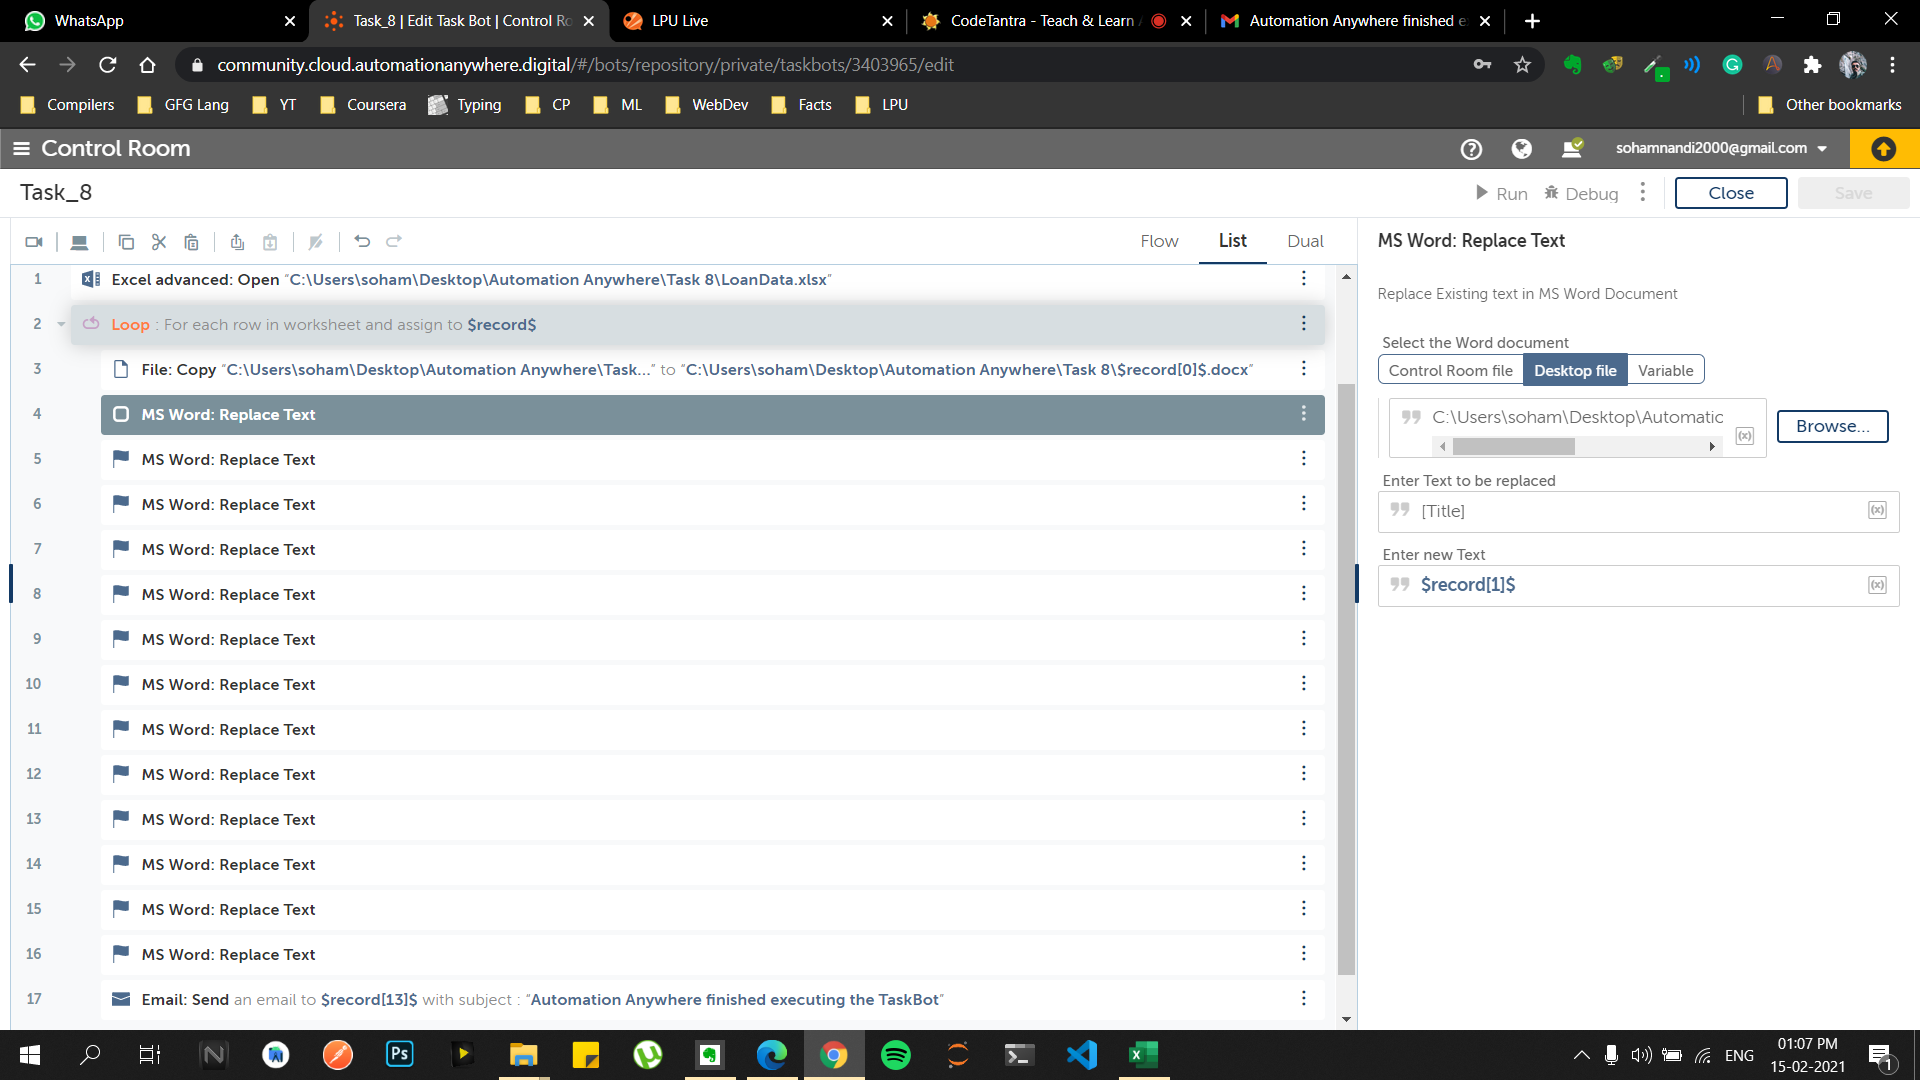 WhatsApp
Task_8 | Edit Task Bot | Control Ro
LPU Live
CodeTantra - Teach & Learn A
Automation Anywhere finished e
community.cloud.automationanywhere.digital/#/bots/repository/private/taskbots/3403965/edit
Compilers GFG Lang YT Coursera Typing CP ML WebDev Facts LPU Other bookmarks
Control Room
sohamnandi2000@gmail.com
Task_8
Run Debug Close Save
Flow List Dual
1 Excel advanced: Open “C:\Users\soham\Desktop\Automation Anywhere\Task 8\LoanData.xlsx”
2 Loop : For each row in worksheet and assign to $record$
3 File: Copy “C:\Users\soham\Desktop\Automation Anywhere\Task...” to “C:\Users\soham\Desktop\Automation Anywhere\Task 8\$record[0]$.docx”
4 MS Word: Replace Text
5 MS Word: Replace Text
6 MS Word: Replace Text
7 MS Word: Replace Text
8 MS Word: Replace Text
9 MS Word: Replace Text
10 MS Word: Replace Text
11 MS Word: Replace Text
12 MS Word: Replace Text
13 MS Word: Replace Text
14 MS Word: Replace Text
15 MS Word: Replace Text
16 MS Word: Replace Text
17 Email: Send an email to $record[13]$ with subject : “Automation Anywhere finished executing the TaskBot”
MS Word: Replace Text
Replace Existing text in MS Word Document
Select the Word document
Control Room file Desktop file Variable
C:\Users\soham\Desktop\Automatic
(x)
Browse...
Enter Text to be replaced
[Title]
(x)
Enter new Text
$record[1]$
(x)
Ps
ENG
01:07 PM
15-02-2021
1